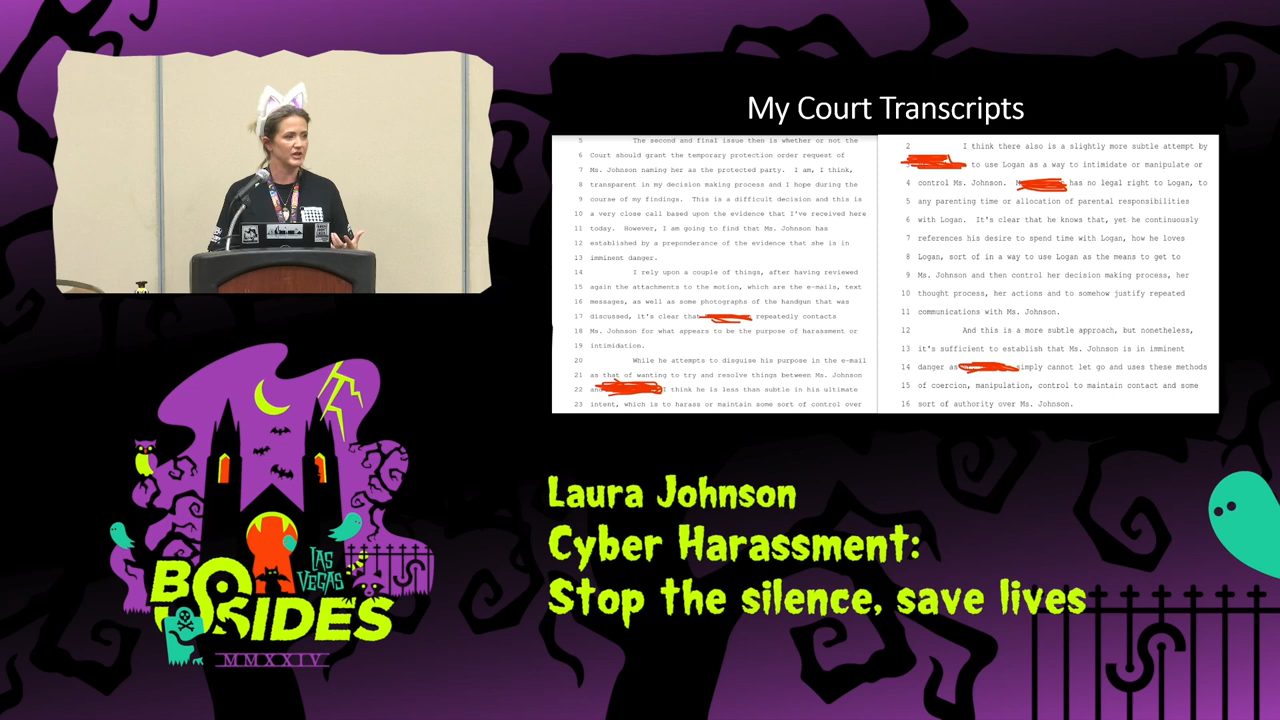 My Court Transcripts
5 The second and final issue then is whether or not the
6 Court should grant the temporary protection order request of
7 Ms. Johnson naming her as the protected party. I am, I think,
8 transparent in my decision making process and I hope during the
9 course of my findings. This is a difficult decision and this is
10 a very close call based upon the evidence that I've received here
11 today. However, I am going to find that Ms. Johnson has
12 established by a preponderance of the evidence that she is in
13 imminent danger.
14 I rely upon a couple of things, after having reviewed
15 again the attachments to the motion, which are the e-mails, text
16 messages, as well as some photographs of the handgun that was
17 discussed, it's clear that repeatedly contacts
18 Ms. Johnson for what appears to be the purpose of harassment or
19 intimidation.
20 While he attempts to disguise his purpose in the e-mail
21 as that of wanting to try and resolve things between Ms. Johnson
22 and I think he is less than subtle in his ultimate
23 intent, which is to harass or maintain some sort of control over
2 I think there also is a slightly more subtle attempt by
3 to use Logan as a way to intimidate or manipulate or
4 control Ms. Johnson. has no legal right to Logan, to
5 any parenting time or allocation of parental responsibilities
6 with Logan. It's clear that he knows that, yet he continuously
7 references his desire to spend time with Logan, how he loves
8 Logan, sort of in a way to use Logan as the means to get to
9 Ms. Johnson and then control her decision making process, her
10 thought process, her actions and to somehow justify repeated
11 communications with Ms. Johnson.
12 And this is a more subtle approach, but nonetheless,
13 it's sufficient to establish that Ms. Johnson is in imminent
14 danger as simply cannot let go and uses these methods
15 of coercion, manipulation, control to maintain contact and some
16 sort of authority over Ms. Johnson.
Laura Johnson
Cyber Harassment:
Stop the silence, save lives
LAS
VEGAS
BSIDES
MMXXIV